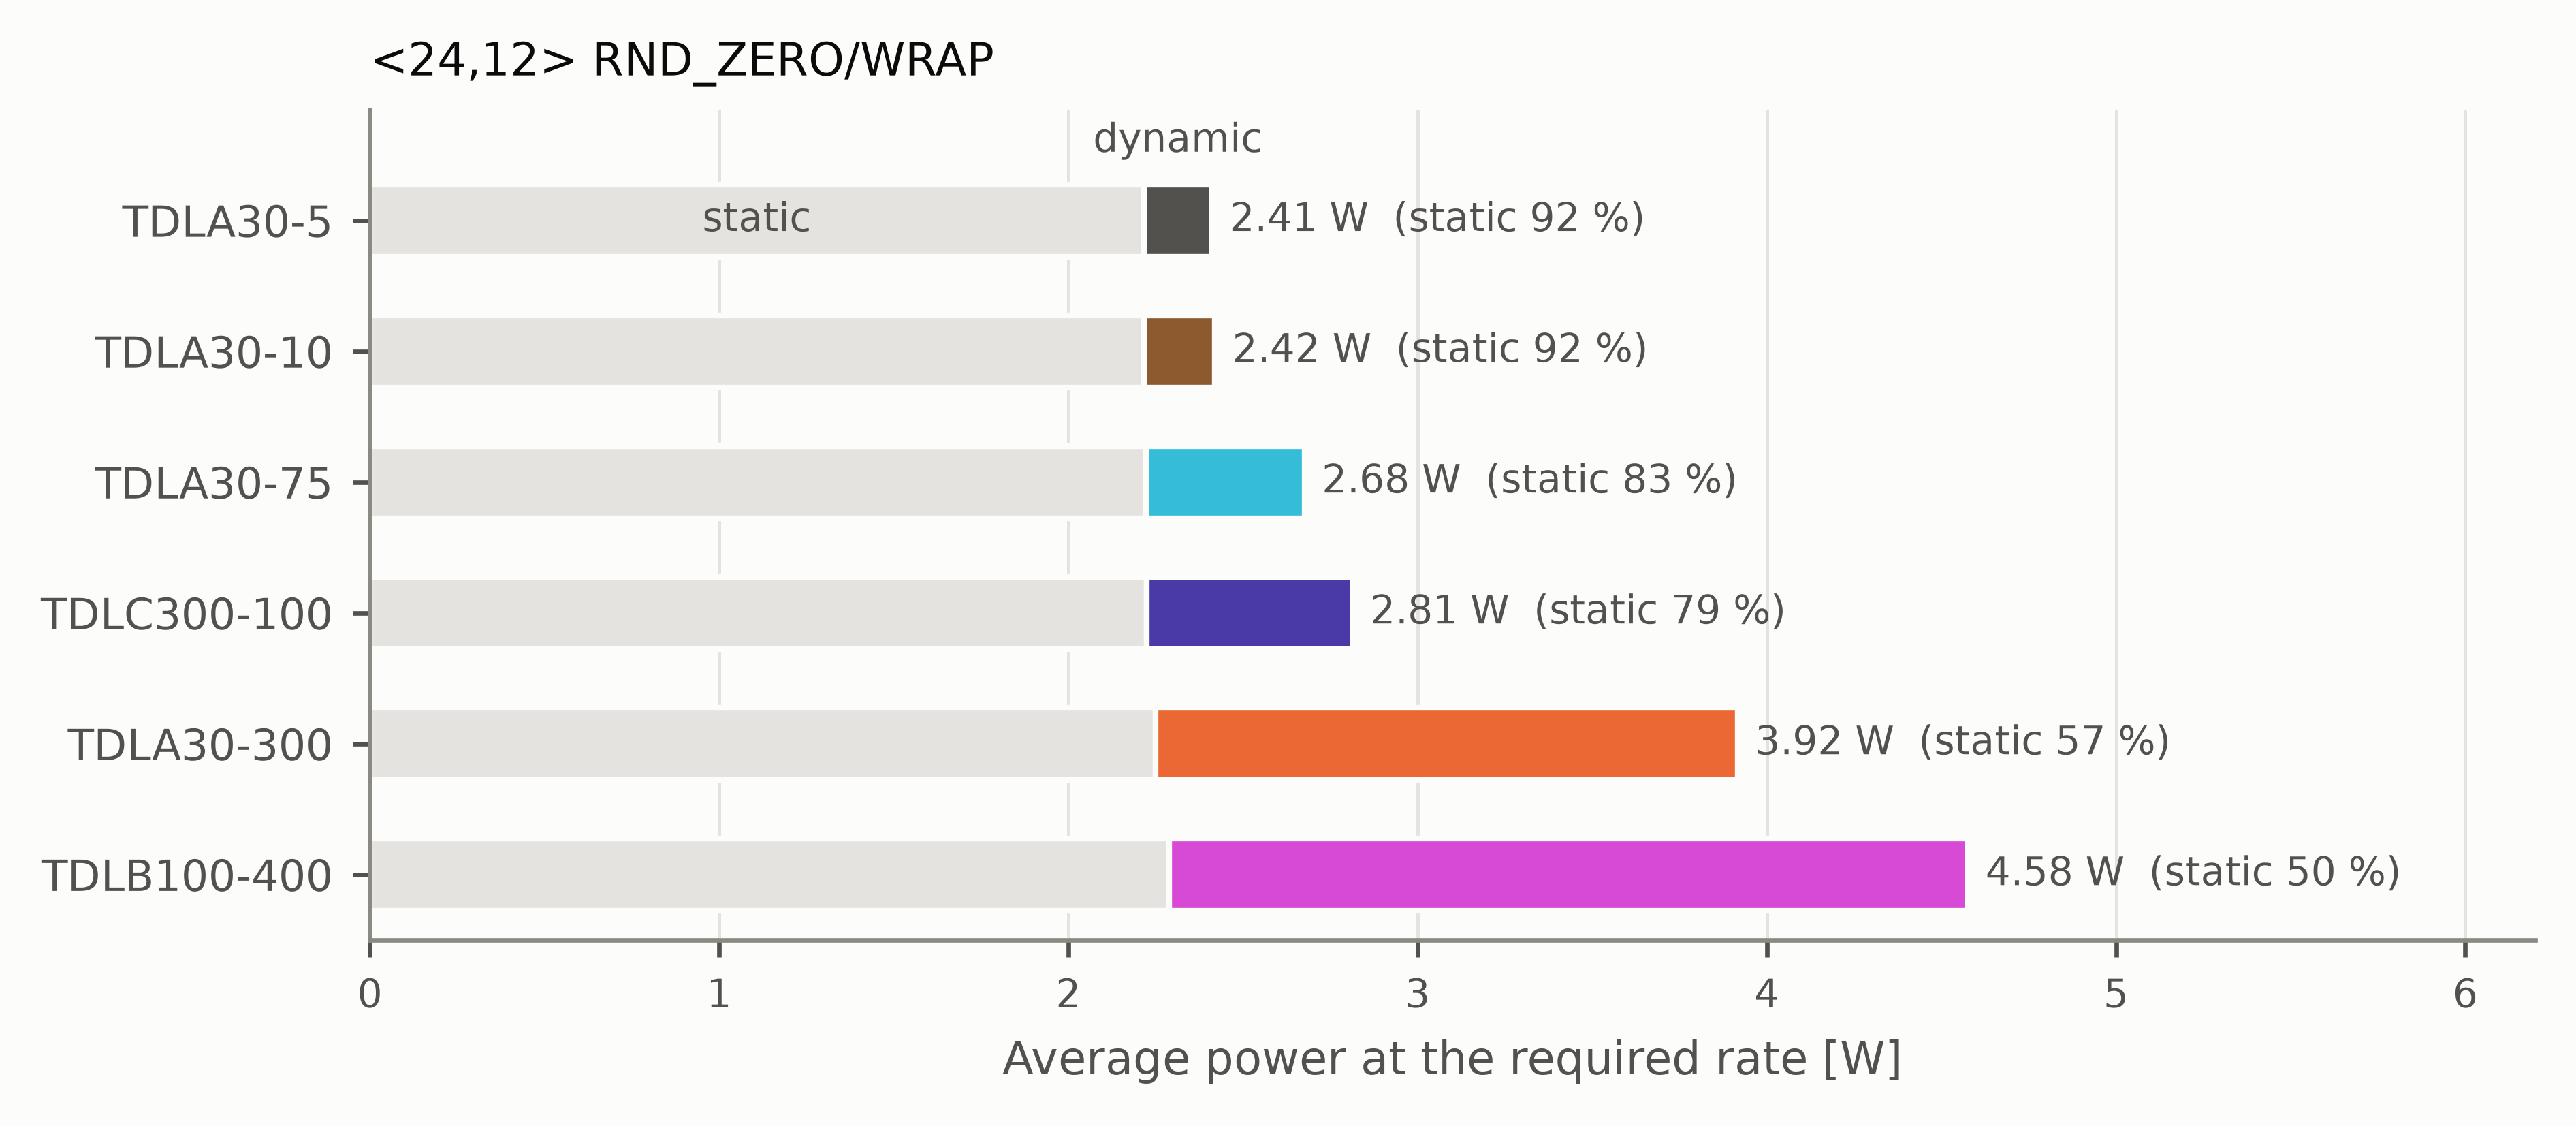 <24,12> RND_ZERO/WRAP
dynamic
TDLA30-5 static 2.41 W (static 92 %)
TDLA30-10 2.42 W (static 92 %)
TDLA30-75 2.68 W (static 83 %)
TDLC300-100 2.81 W (static 79 %)
TDLA30-300 3.92 W (static 57 %)
TDLB100-400 4.58 W (static 50 %)
0 1 2 3 4 5 6
Average power at the required rate [W]